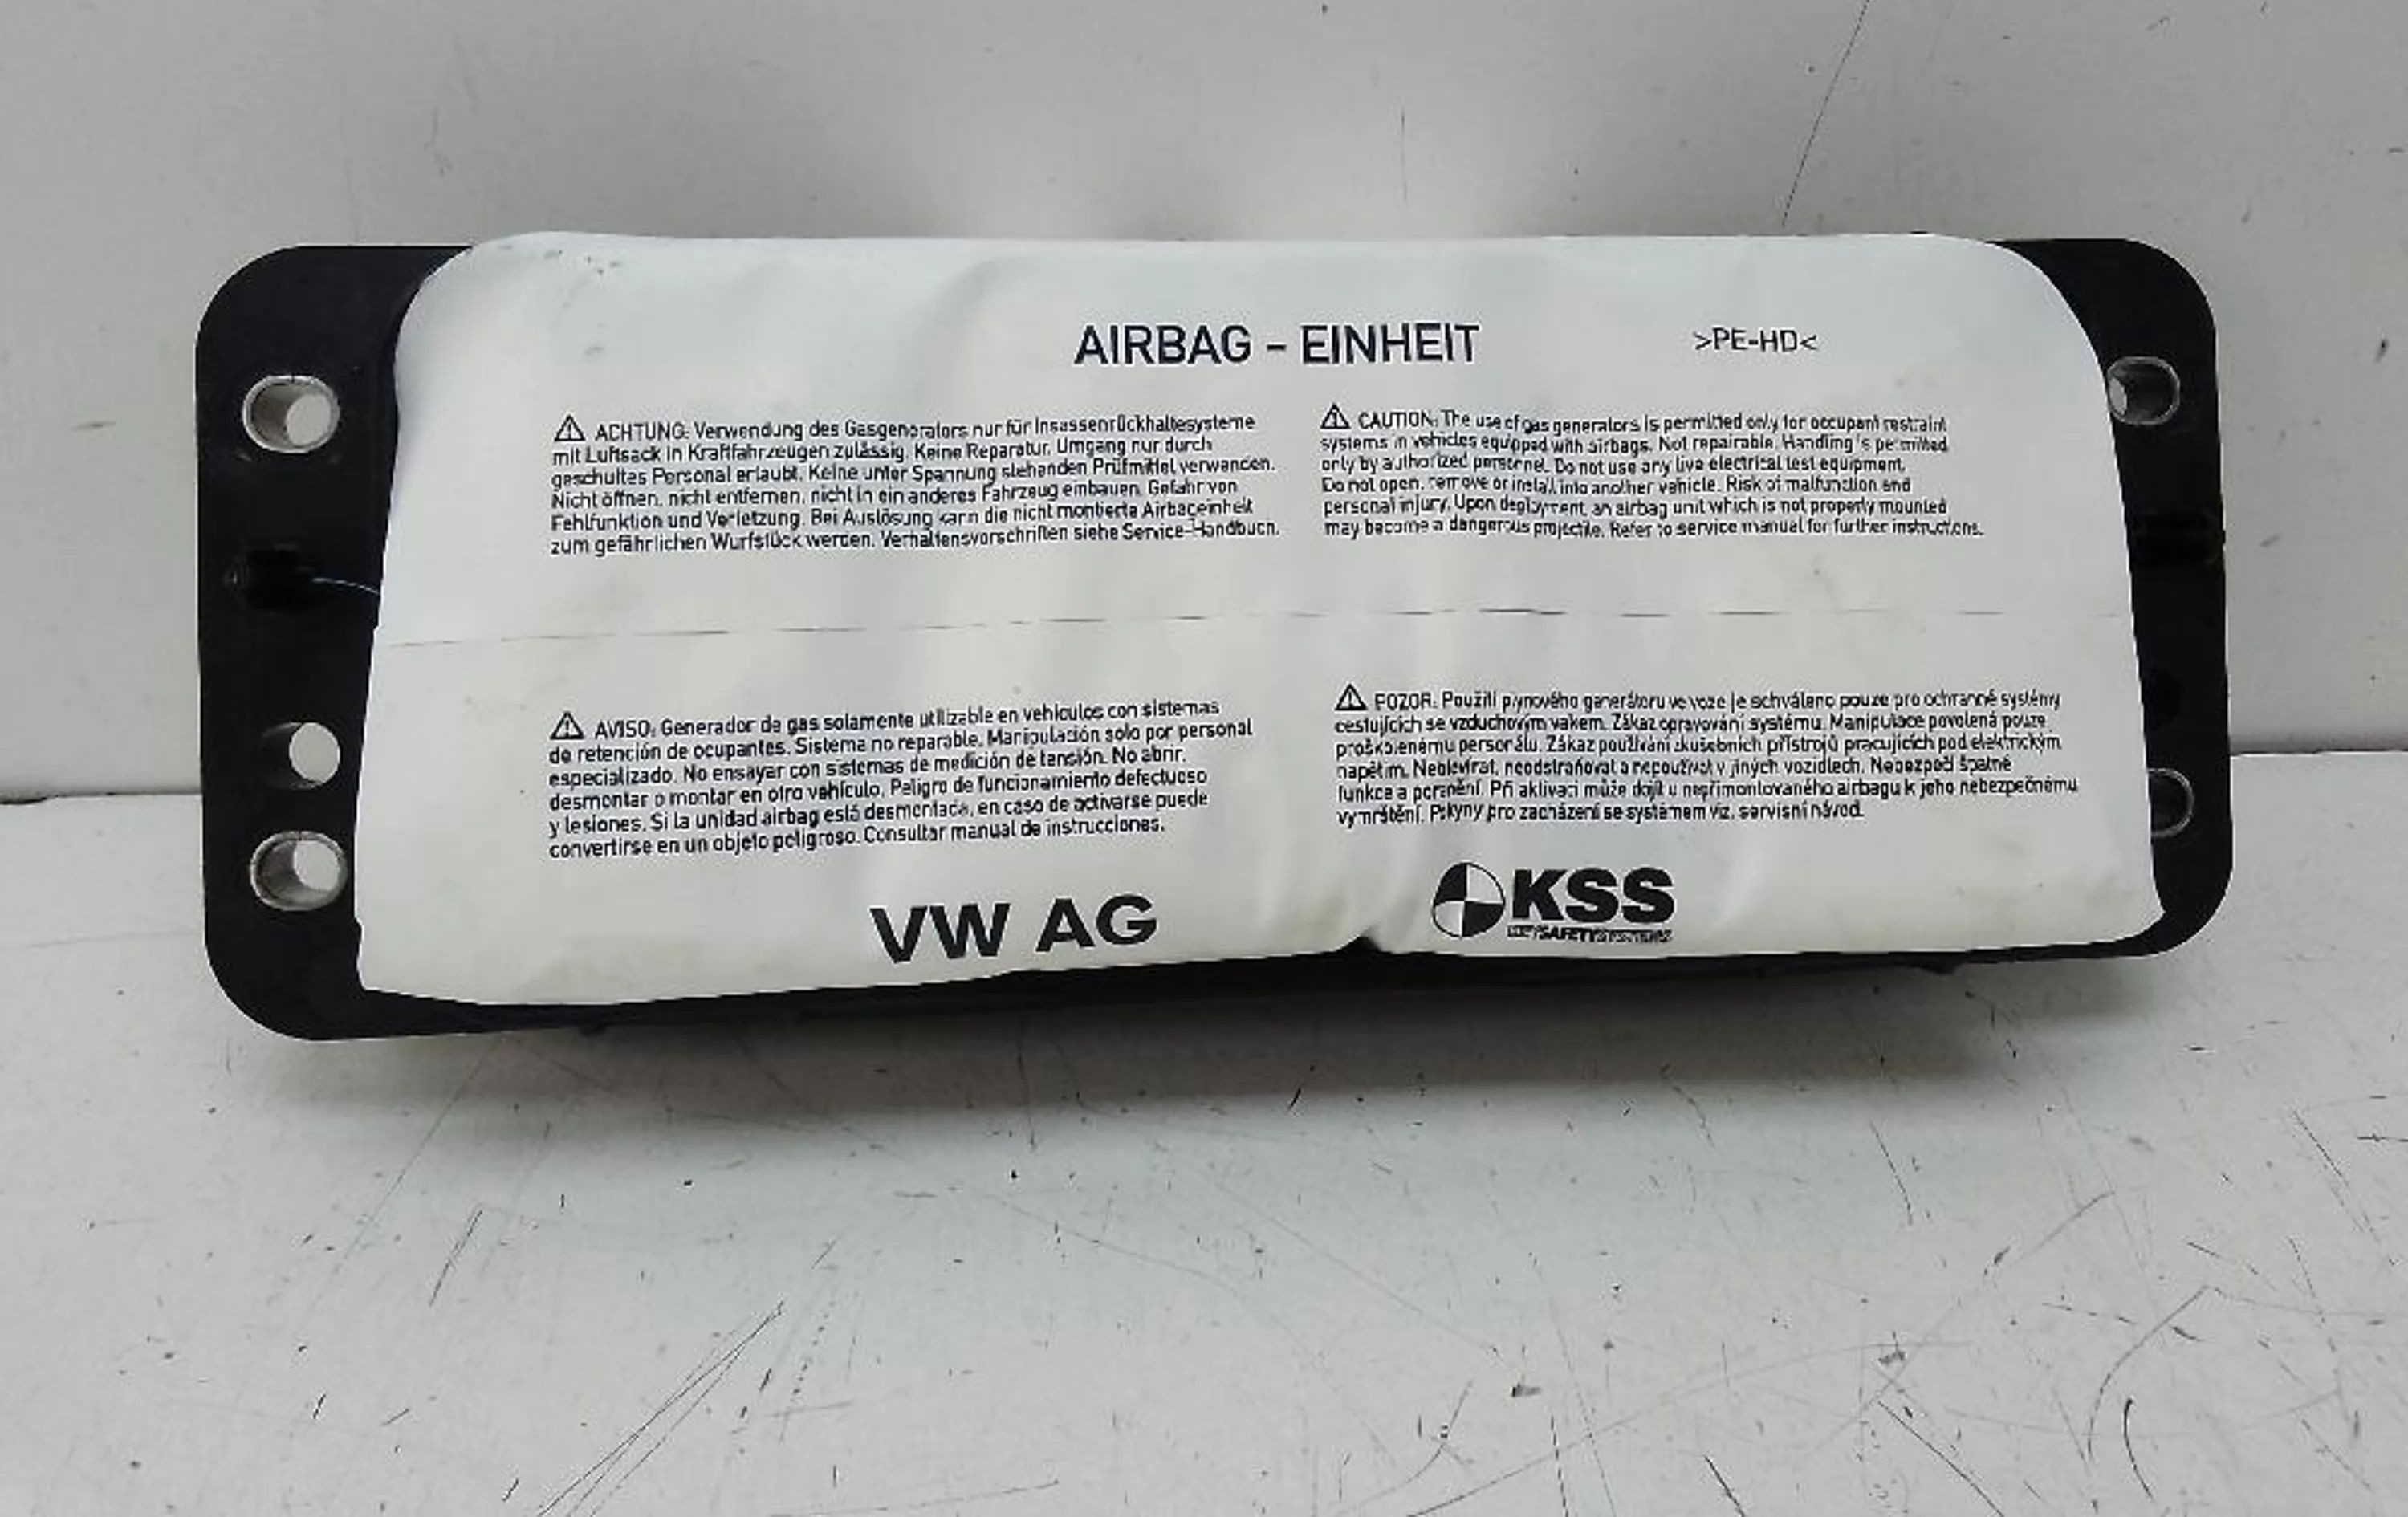 AIRBAG - EINHEIT
>PE-HD<
⚠ ACHTUNG: Verwendung des Gasgenerators nur für Insassenrückhaltesysteme
mit Luftsack in Kraftfahrzeugen zulässig. Keine Reparatur. Umgang nur durch
geschultes Personal erlaubt. Keine unter Spannung stehenden Prüfmittel verwenden.
Nicht öffnen, nicht entfernen, nicht in ein anderes Fahrzeug einbauen. Gefahr von
Fehlfunktion und Verletzung. Bei Auslösung kann die nicht montierte Airbageinheit
zum gefährlichen Wurfstück werden. Verhaltensvorschriften siehe Service-Handbuch.
⚠ CAUTION: The use of gas generators is permitted only for occupant restraint
systems in vehicles equipped with airbags. Not repairable. Handling is permitted
only by authorized personnel. Do not use any live electrical test equipment.
Do not open, remove or install into another vehicle. Risk of malfunction and
personal injury. Upon deployment, an airbag unit which is not properly mounted
may become a dangerous projectile. Refer to service manual for further instructions.
⚠ AVISO: Generador de gas solamente utilizable en vehiculos con sistemas
de retención de ocupantes. Sistema no reparable. Manipulación solo por personal
especializado. No ensayar con sistemas de medición de tensión. No abrir,
desmontar o montar en otro vehículo. Peligro de funcionamiento defectuoso
y lesiones. Si la unidad airbag está desmontada, en caso de activarse puede
convertirse en un objeto peligroso. Consultar manual de instrucciones.
⚠ POZOR: Použití plynového generátoru ve voze je schváleno pouze pro ochranné systémy
cestujících se vzduchovým vakem. Zákaz opravování systému. Manipulace povolená pouze
proškolenému personálu. Zákaz používání zkušebních přístrojů pracujících pod elektrickým
napětím. Neotevírat, neodstraňovat a nepoužívat v jiných vozidlech. Nebezpečí špatné
funkce a poranění. Při aktivaci může dojít u nepřimontovaného airbagu k jeho nebezpečnému
vymrštění. Pokyny pro zacházení se systémem viz. servisní návod.
VW AG
KSS
KEY SAFETY SYSTEMS